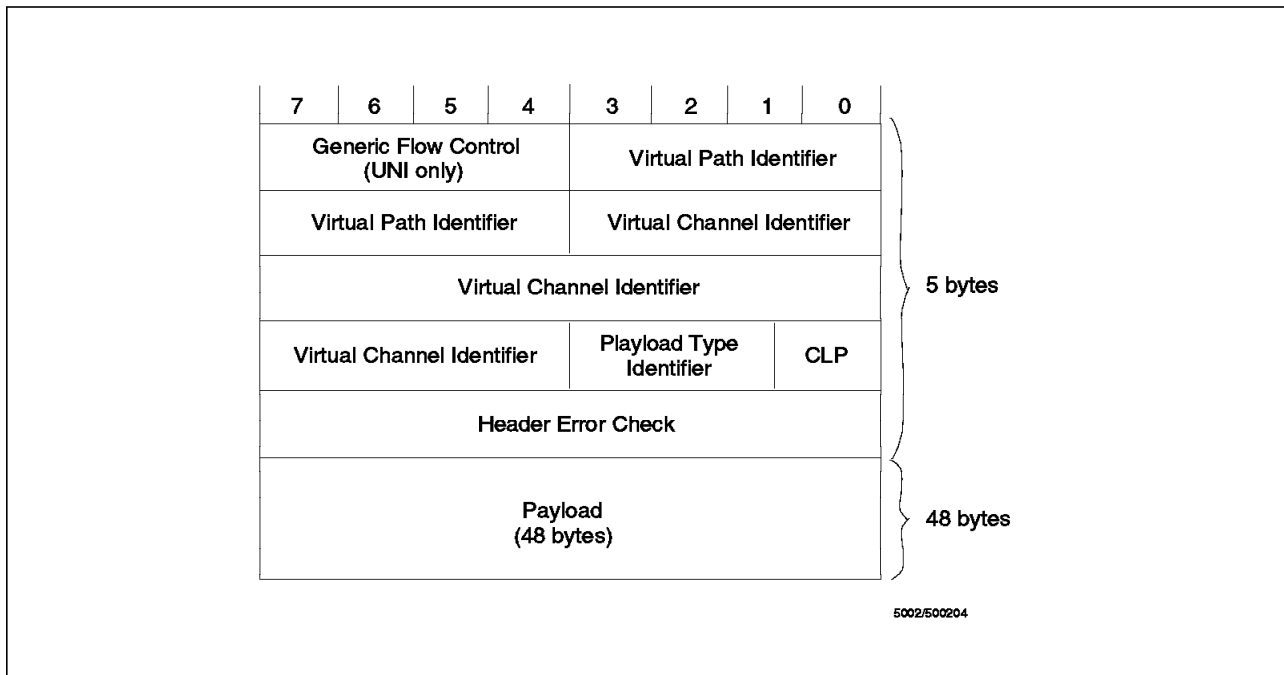 7 6 5 4 3 2 1 0
Generic Flow Control
(UNI only)
Virtual Path Identifier
Virtual Path Identifier
Virtual Channel Identifier
Virtual Channel Identifier
5 bytes
Virtual Channel Identifier
Playload Type
Identifier
CLP
Header Error Check
Payload
(48 bytes)
48 bytes
5002/500204